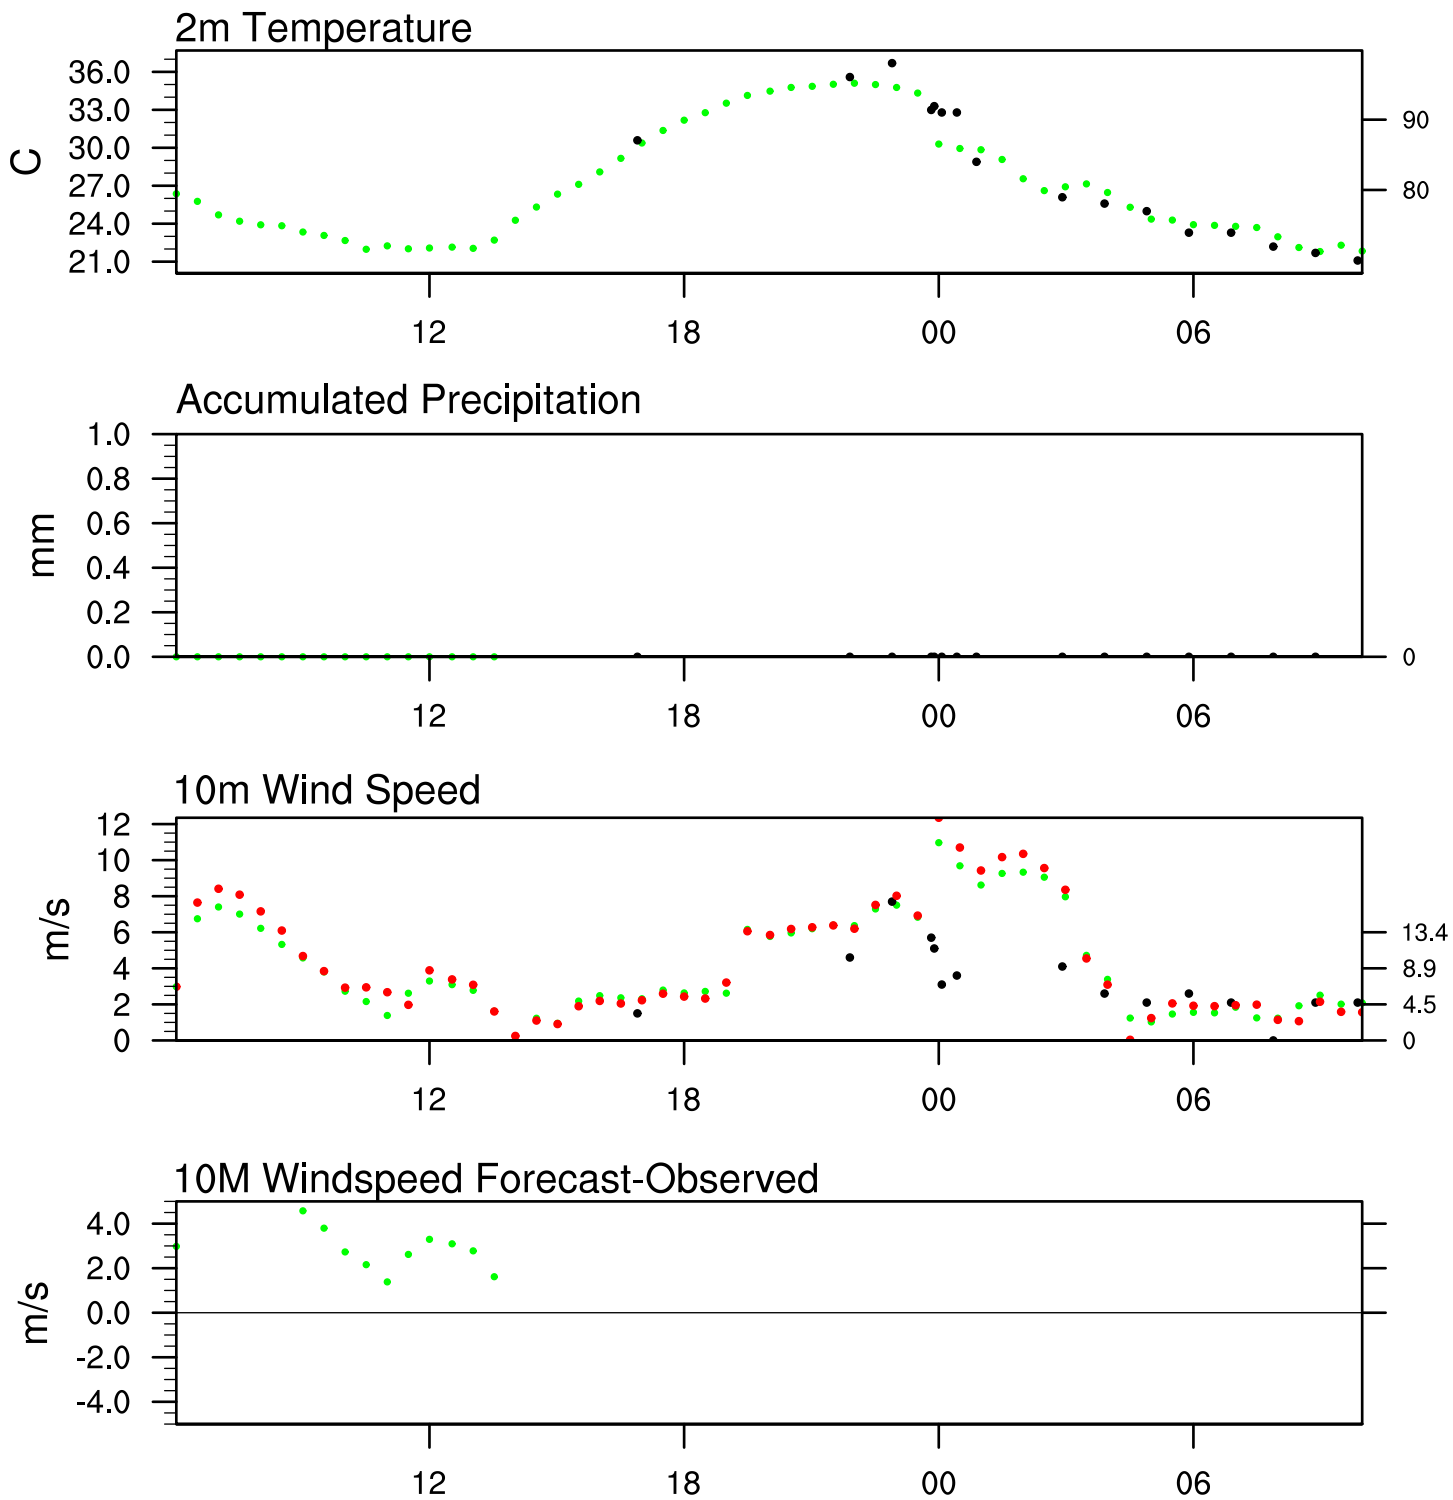 2m Temperature
36.0
33.0
30.0
27.0
24.0
21.0
C
90
80
12 18 00 06
Accumulated Precipitation
1.0
0.8
0.6
0.4
0.2
0.0
mm
0
12 18 00 06
10m Wind Speed
12
10
8
6
4
2
0
m/s
13.4
8.9
4.5
0
12 18 00 06
10M Windspeed Forecast-Observed
4.0
2.0
0.0
-2.0
-4.0
m/s
12 18 00 06